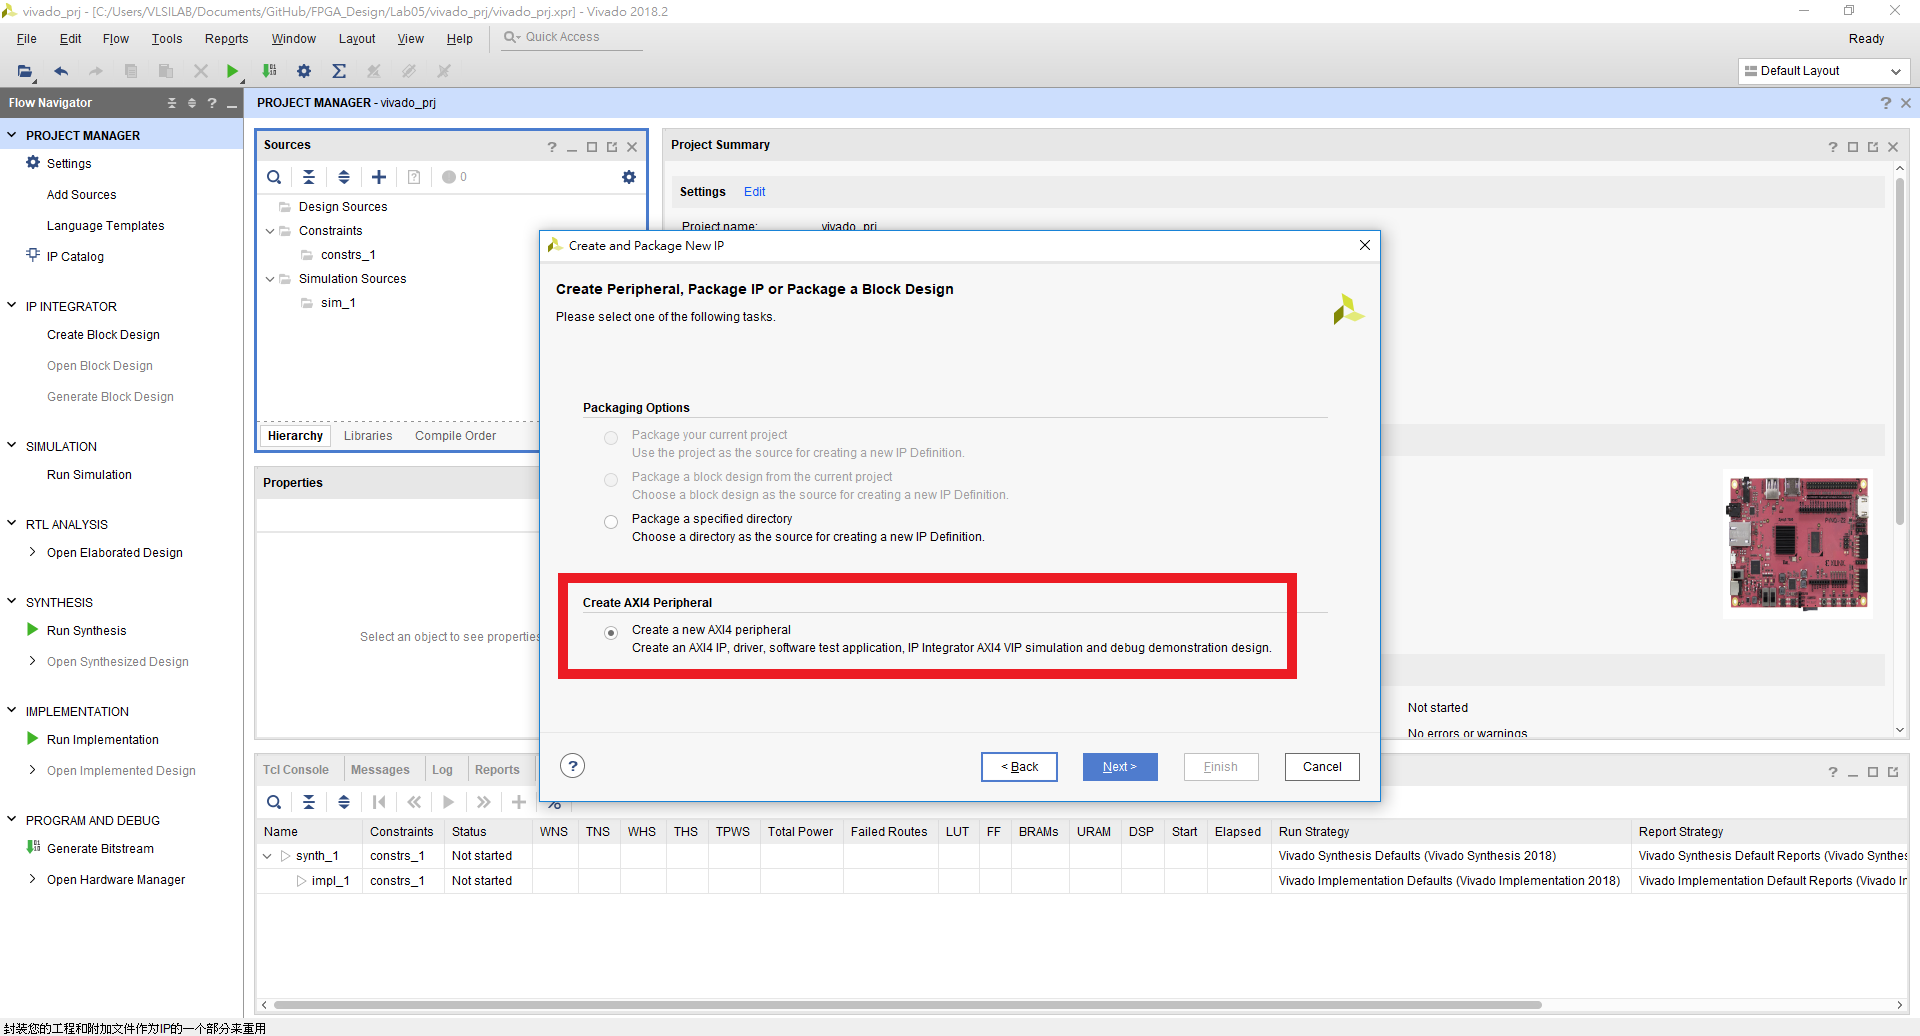 vivado_prj - [C:/Users/VLSILAB/Documents/GitHub/FPGA_Design/Lab05/vivado_prj/vivado_prj.xpr] - Vivado 2018.2
File Edit Flow Tools Reports Window Layout View Help Quick Access Ready
Default Layout
Flow Navigator
PROJECT MANAGER - vivado_prj
PROJECT MANAGER
Settings
Add Sources
Language Templates
IP Catalog
IP INTEGRATOR
Create Block Design
Open Block Design
Generate Block Design
SIMULATION
Run Simulation
RTL ANALYSIS
Open Elaborated Design
SYNTHESIS
Run Synthesis
Open Synthesized Design
IMPLEMENTATION
Run Implementation
Open Implemented Design
PROGRAM AND DEBUG
Generate Bitstream
Open Hardware Manager
Sources
0
Design Sources
Constraints
constrs_1
Simulation Sources
sim_1
Hierarchy Libraries Compile Order
Properties
Select an object to see properties
Project Summary
Settings Edit
Project name: vivado_prj
Not started
No errors or warnings
Create and Package New IP
Create Peripheral, Package IP or Package a Block Design
Please select one of the following tasks.
Packaging Options
Package your current project
Use the project as the source for creating a new IP Definition.
Package a block design from the current project
Choose a block design as the source for creating a new IP Definition.
Package a specified directory
Choose a directory as the source for creating a new IP Definition.
Create AXI4 Peripheral
Create a new AXI4 peripheral
Create an AXI4 IP, driver, software test application, IP Integrator AXI4 VIP simulation and debug demonstration design.
? < Back Next > Finish Cancel
Tcl Console Messages Log Reports
Name Constraints Status WNS TNS WHS THS TPWS Total Power Failed Routes LUT FF BRAMs URAM DSP Start Elapsed Run Strategy Report Strategy
synth_1 constrs_1 Not started Vivado Synthesis Defaults (Vivado Synthesis 2018) Vivado Synthesis Default Reports (Vivado Synthes
impl_1 constrs_1 Not started Vivado Implementation Defaults (Vivado Implementation 2018) Vivado Implementation Default Reports (Vivado Ir
封装您的工程和附加文件作为IP的一个部分来重用